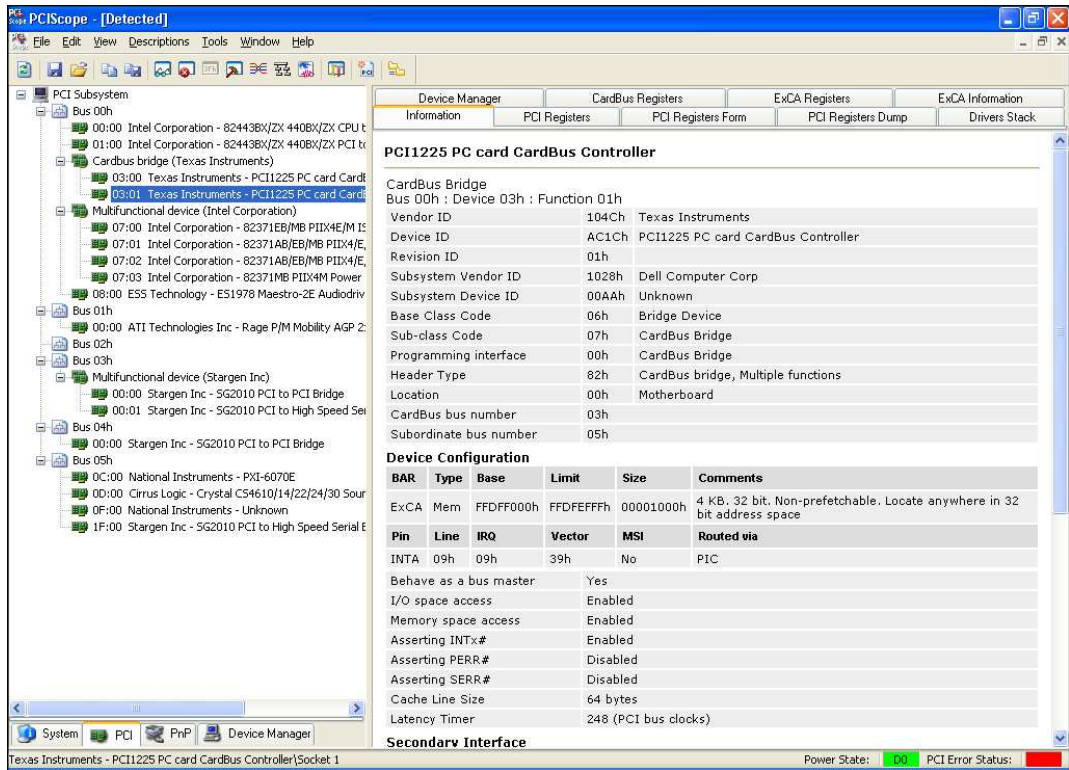 PCIScope - [Detected]
File Edit View Descriptions Tools Window Help
PCI Subsystem
Bus 00h
00:00 Intel Corporation - 82443BX/ZX 440BX/ZX CPU t
01:00 Intel Corporation - 82443BX/ZX 440BX/ZX PCI to
Cardbus bridge (Texas Instruments)
03:00 Texas Instruments - PCI1225 PC card Card
03:01 Texas Instruments - PCI1225 PC card Card
Multifunctional device (Intel Corporation)
07:00 Intel Corporation - 82371EB/MB PIIX4E/M IS
07:01 Intel Corporation - 82371AB/EB/MB PIIX4/E,
07:02 Intel Corporation - 82371AB/EB/MB PIIX4/E,
07:03 Intel Corporation - 82371MB PIIX4M Power
08:00 ESS Technology - ES1978 Maestro-2E Audiodriv
Bus 01h
00:00 ATI Technologies Inc - Rage P/M Mobility AGP 2
Bus 02h
Bus 03h
Multifunctional device (Stargen Inc)
00:00 Stargen Inc - SG2010 PCI to PCI Bridge
00:01 Stargen Inc - SG2010 PCI to High Speed Ser
Bus 04h
00:00 Stargen Inc - SG2010 PCI to PCI Bridge
Bus 05h
0C:00 National Instruments - PXI-6070E
0D:00 Cirrus Logic - Crystal CS4610/14/22/24/30 Sour
0F:00 National Instruments - Unknown
1F:00 Stargen Inc - SG2010 PCI to High Speed Serial B
System PCI PnP Device Manager
Device Manager CardBus Registers ExCA Registers ExCA Information
Information PCI Registers PCI Registers Form PCI Registers Dump Drivers Stack
PCI1225 PC card CardBus Controller
CardBus Bridge
Bus 00h : Device 03h : Function 01h
Vendor ID 104Ch Texas Instruments
Device ID AC1Ch PCI1225 PC card CardBus Controller
Revision ID 01h
Subsystem Vendor ID 1028h Dell Computer Corp
Subsystem Device ID 00AAh Unknown
Base Class Code 06h Bridge Device
Sub-class Code 07h CardBus Bridge
Programming interface 00h CardBus Bridge
Header Type 82h CardBus bridge, Multiple functions
Location 00h Motherboard
CardBus bus number 03h
Subordinate bus number 05h
Device Configuration
BAR Type Base Limit Size Comments
ExCA Mem FFDFF000h FFDFEFFFh 00001000h 4 KB. 32 bit. Non-prefetchable. Locate anywhere in 32
bit address space
Pin Line IRQ Vector MSI Routed via
INTA 09h 09h 39h No PIC
Behave as a bus master Yes
I/O space access Enabled
Memory space access Enabled
Asserting INTx# Enabled
Asserting PERR# Disabled
Asserting SERR# Disabled
Cache Line Size 64 bytes
Latency Timer 248 (PCI bus clocks)
Secondary Interface
Texas Instruments - PCI1225 PC card CardBus Controller\Socket 1 Power State: D0 PCI Error Status: